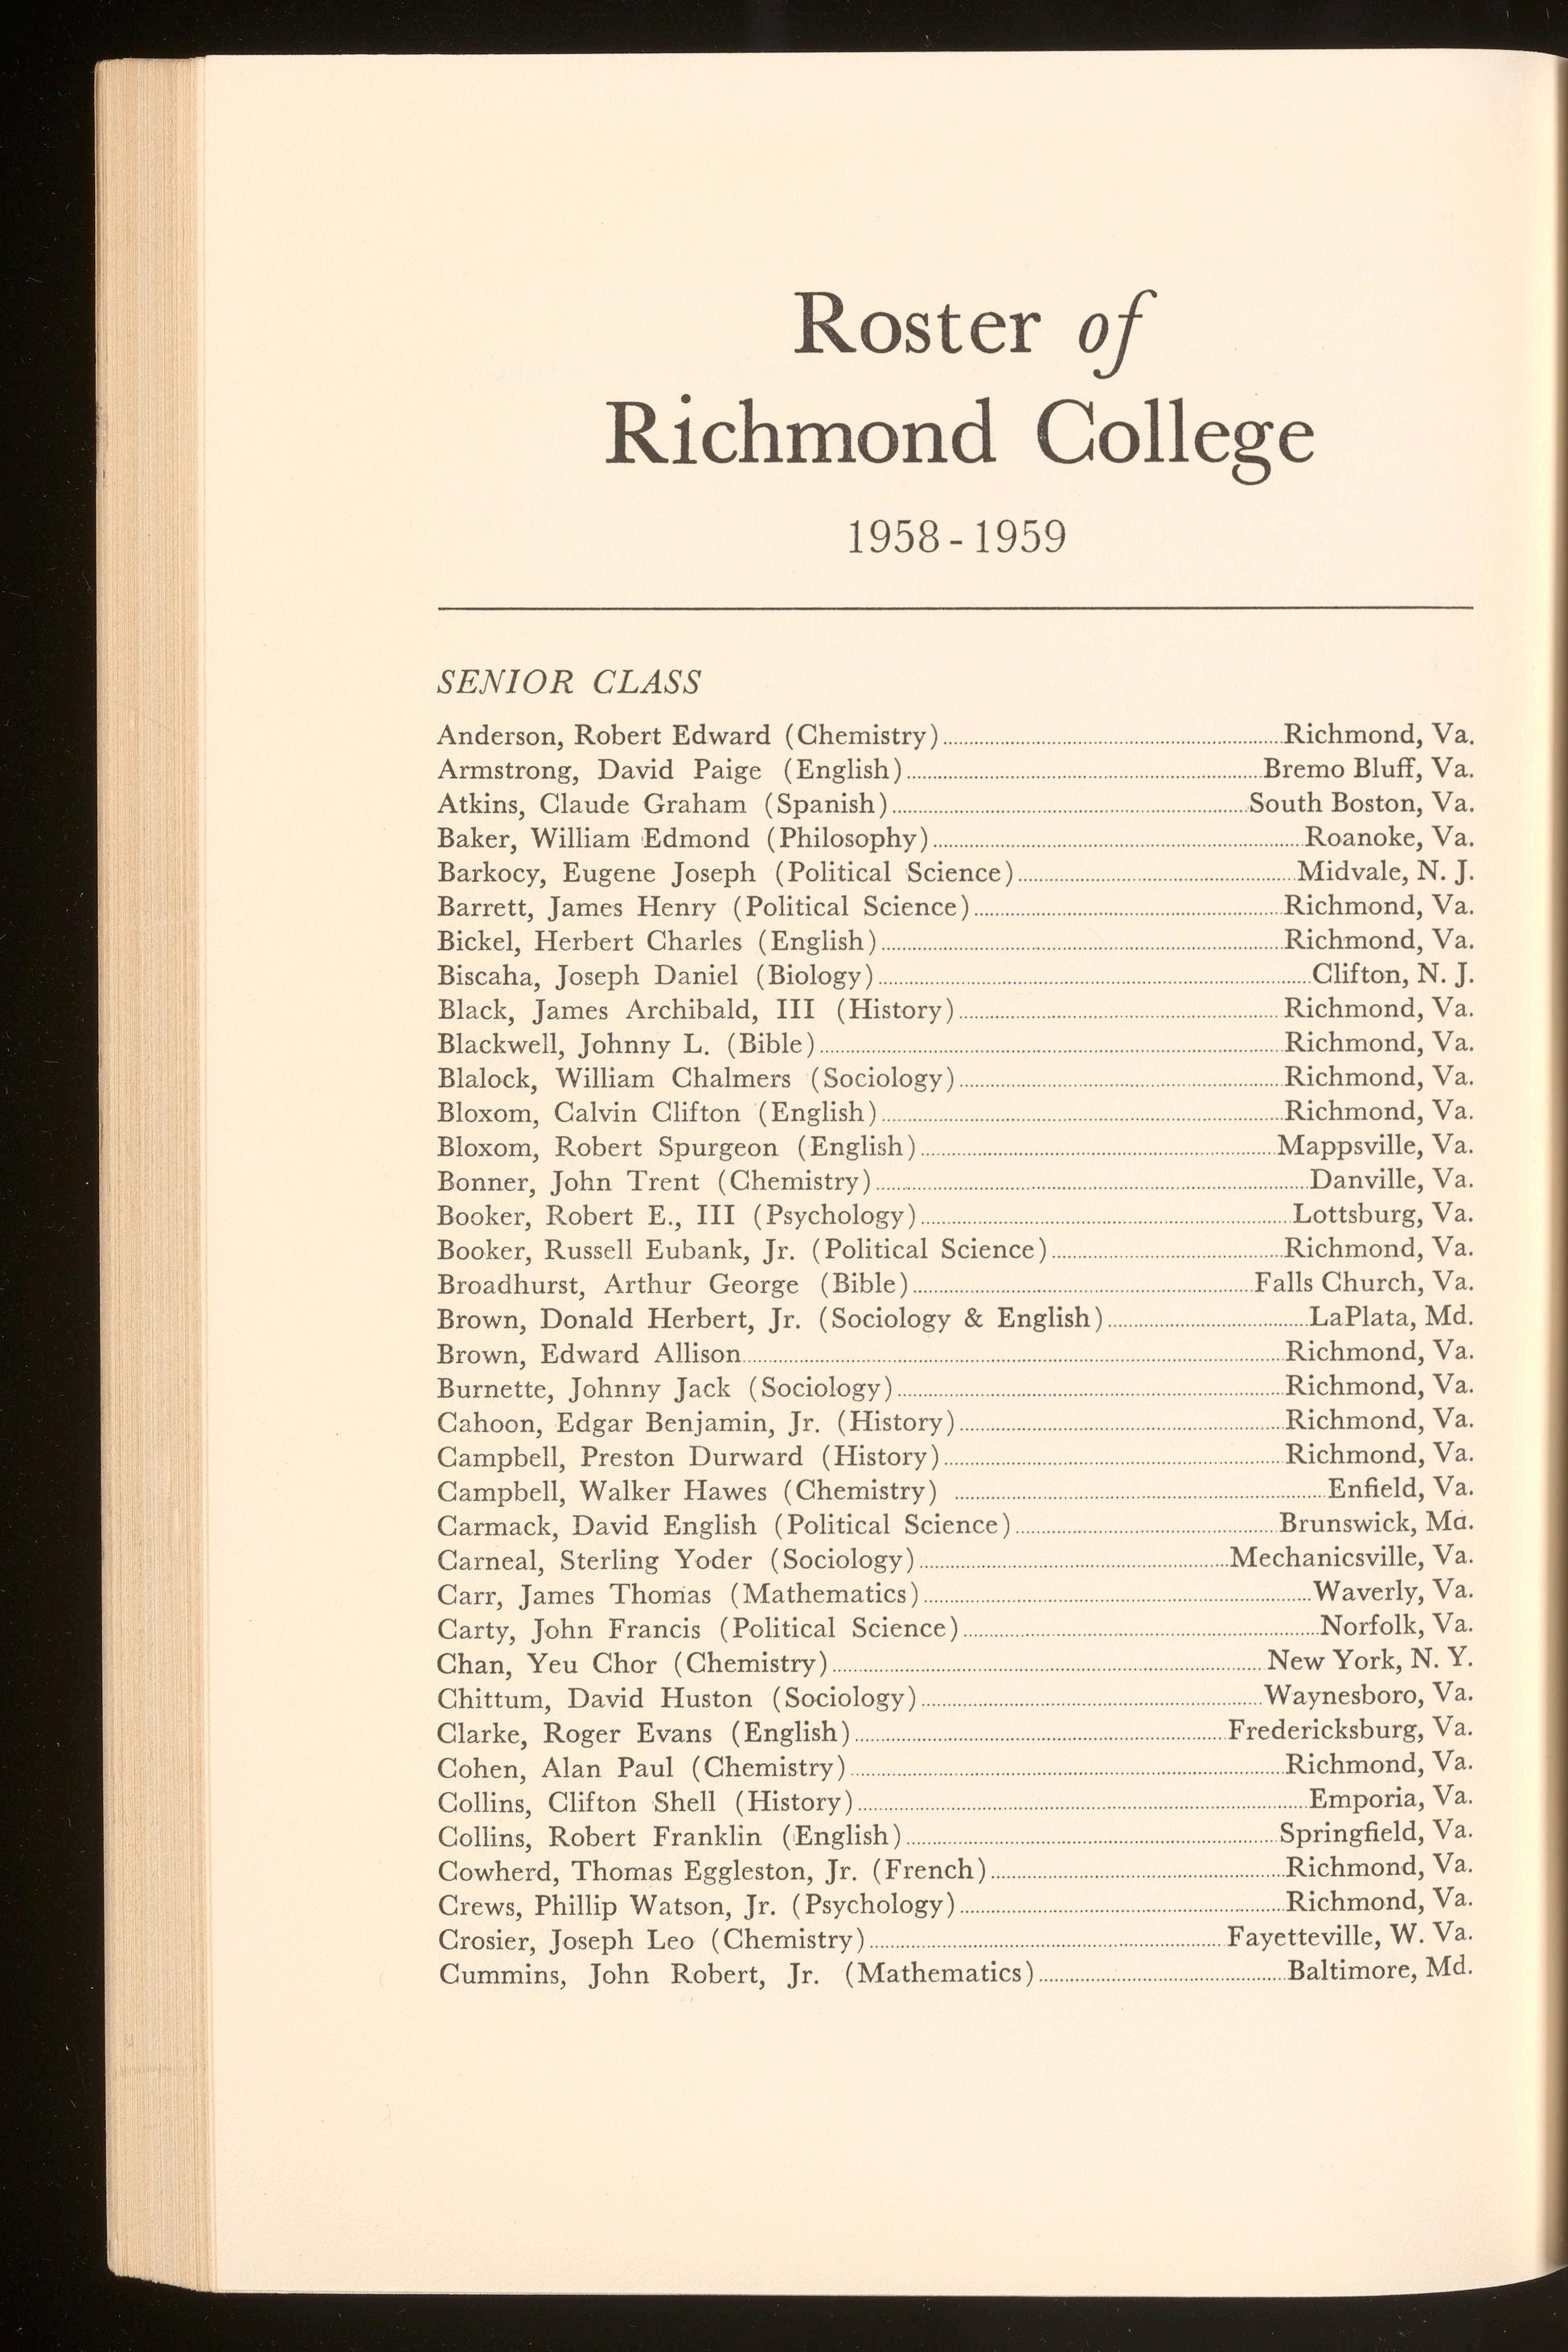 Roster of
Richmond College
1958-1959
SENIOR CLASS
Anderson, Robert Edward (Chemistry) Richmond, Va.
Armstrong, David Paige (English) Bremo Bluff, Va.
Atkins, Claude Graham (Spanish) South Boston, Va.
Baker, William Edmond (Philosophy) Roanoke, Va.
Barkocy, Eugene Joseph (Political Science) Midvale, N. J.
Barrett, James Henry (Political Science) Richmond, Va.
Bickel, Herbert Charles (English) Richmond, Va.
Biscaha, Joseph Daniel (Biology) Clifton, N. J.
Black, James Archibald, III (History) Richmond, Va.
Blackwell, Johnny L. (Bible) Richmond, Va.
Blalock, William Chalmers (Sociology) Richmond, Va.
Bloxom, Calvin Clifton (English) Richmond, Va.
Bloxom, Robert Spurgeon (English) Mappsville, Va.
Bonner, John Trent (Chemistry) Danville, Va.
Booker, Robert E., III (Psychology) Lottsburg, Va.
Booker, Russell Eubank, Jr. (Political Science) Richmond, Va.
Broadhurst, Arthur George (Bible) Falls Church, Va.
Brown, Donald Herbert, Jr. (Sociology & English) LaPlata, Md.
Brown, Edward Allison Richmond, Va.
Burnette, Johnny Jack (Sociology) Richmond, Va.
Cahoon, Edgar Benjamin, Jr. (History) Richmond, Va.
Campbell, Preston Durward (History) Richmond, Va.
Campbell, Walker Hawes (Chemistry) Enfield, Va.
Carmack, David English (Political Science) Brunswick, Md.
Carneal, Sterling Yoder (Sociology) Mechanicsville, Va.
Carr, James Thomas (Mathematics) Waverly, Va.
Carty, John Francis (Political Science) Norfolk, Va.
Chan, Yeu Chor (Chemistry) New York, N. Y.
Chittum, David Huston (Sociology) Waynesboro, Va.
Clarke, Roger Evans (English) Fredericksburg, Va.
Cohen, Alan Paul (Chemistry) Richmond, Va.
Collins, Clifton Shell (History) Emporia, Va.
Collins, Robert Franklin (English) Springfield, Va.
Cowherd, Thomas Eggleston, Jr. (French) Richmond, Va.
Crews, Phillip Watson, Jr. (Psychology) Richmond, Va.
Crosier, Joseph Leo (Chemistry) Fayetteville, W. Va.
Cummins, John Robert, Jr. (Mathematics) Baltimore, Md.